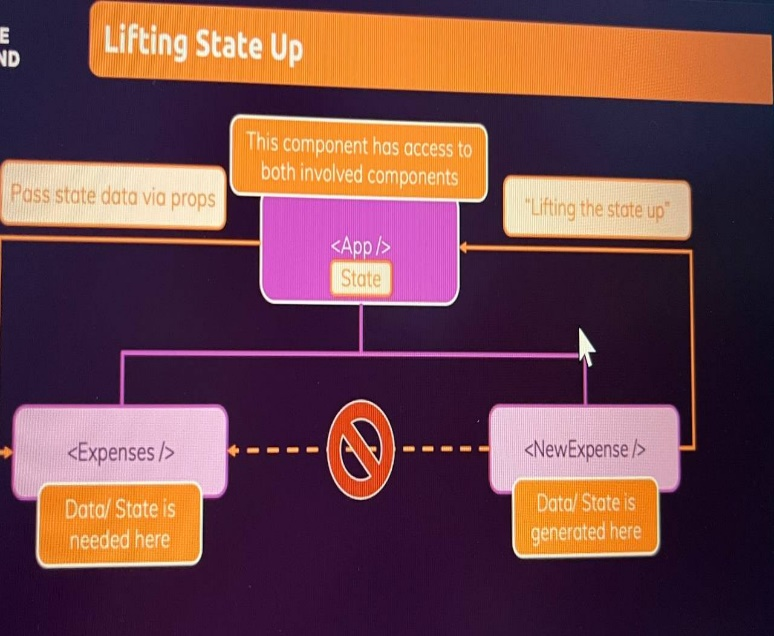 E
ND
Lifting State Up
This component has access to
both involved components
Pass state data via props
"Lifting the state up"
<App />
State
<Expenses />
<NewExpense />
Data/ State is
needed here
Data/ State is
generated here